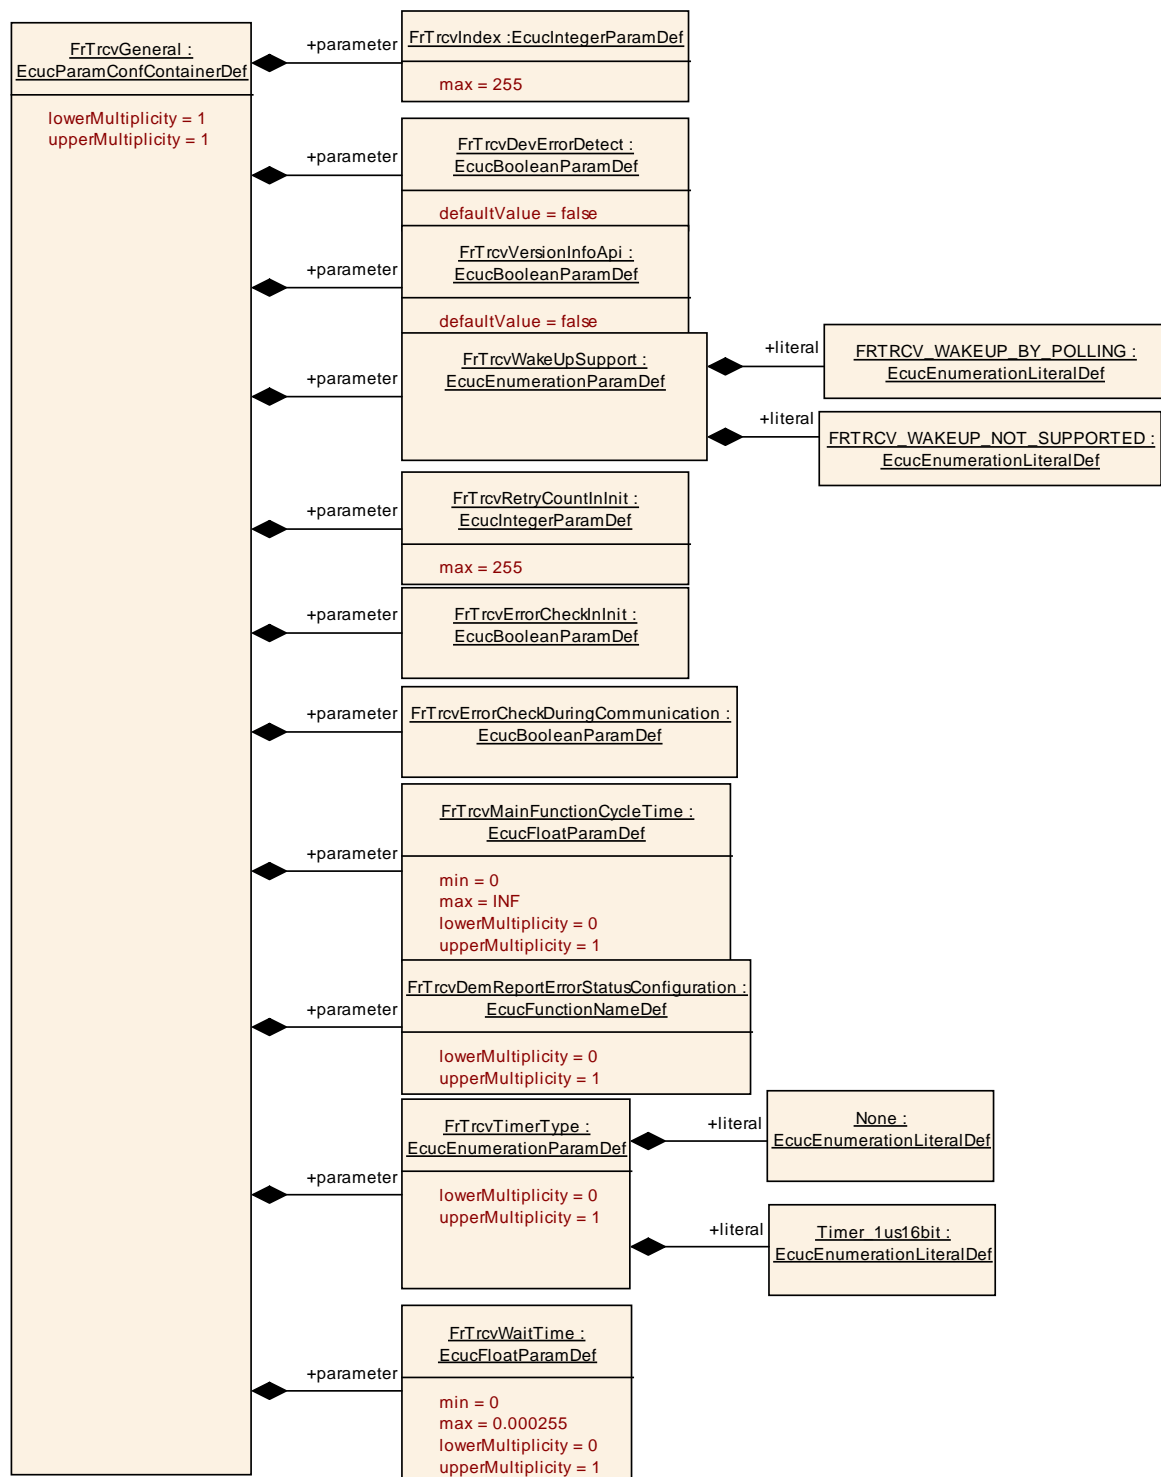 FrTrcvGeneral :
EcucParamConfContainerDef
lowerMultiplicity = 1
upperMultiplicity = 1
+parameter
FrTrcvIndex :EcucIntegerParamDef
max = 255
+parameter
FrTrcvDevErrorDetect :
EcucBooleanParamDef
defaultValue = false
+parameter
FrTrcvVersionInfoApi :
EcucBooleanParamDef
defaultValue = false
+parameter
FrTrcvWakeUpSupport :
EcucEnumerationParamDef
+literal
FRTRCV_WAKEUP_BY_POLLING :
EcucEnumerationLiteralDef
+literal
FRTRCV_WAKEUP_NOT_SUPPORTED :
EcucEnumerationLiteralDef
+parameter
FrTrcvRetryCountInInit :
EcucIntegerParamDef
max = 255
+parameter
FrTrcvErrorCheckInInit :
EcucBooleanParamDef
+parameter
FrTrcvErrorCheckDuringCommunication :
EcucBooleanParamDef
+parameter
FrTrcvMainFunctionCycleTime :
EcucFloatParamDef
min = 0
max = INF
lowerMultiplicity = 0
upperMultiplicity = 1
+parameter
FrTrcvDemReportErrorStatusConfiguration :
EcucFunctionNameDef
lowerMultiplicity = 0
upperMultiplicity = 1
+parameter
FrTrcvTimerType :
EcucEnumerationParamDef
lowerMultiplicity = 0
upperMultiplicity = 1
+literal
None :
EcucEnumerationLiteralDef
+literal
Timer_1us16bit :
EcucEnumerationLiteralDef
+parameter
FrTrcvWaitTime :
EcucFloatParamDef
min = 0
max = 0.000255
lowerMultiplicity = 0
upperMultiplicity = 1